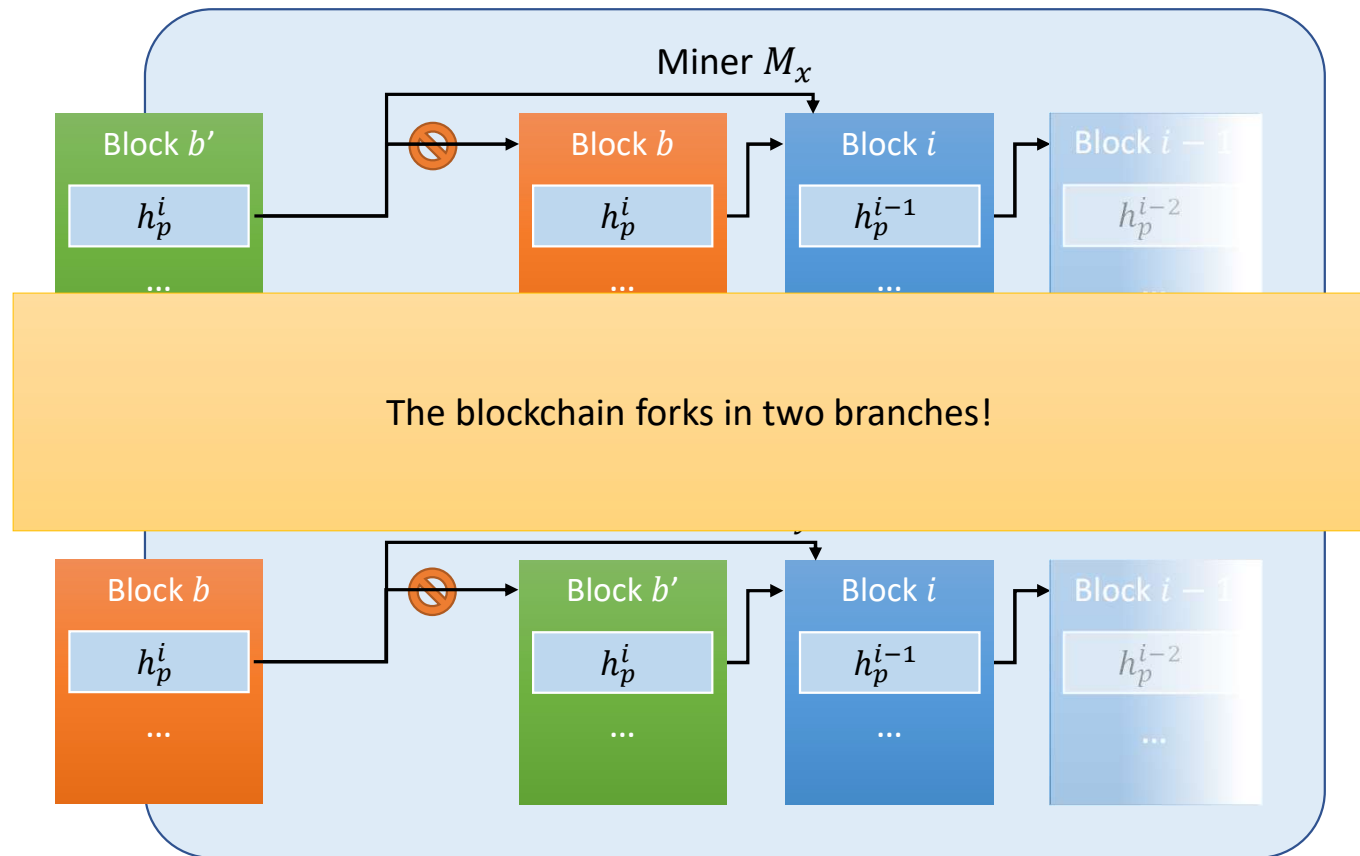 Miner $M_x$
Block $b'$ Block $b$ Block $i$ Block $i-1$
$h_p^i$ $h_p^i$ $h_p^{i-1}$ $h_p^{i-2}$
... ... ... ...
The blockchain forks in two branches!
Block $b$ Block $b'$ Block $i$ Block $i-1$
$h_p^i$ $h_p^i$ $h_p^{i-1}$ $h_p^{i-2}$
... ... ... ...